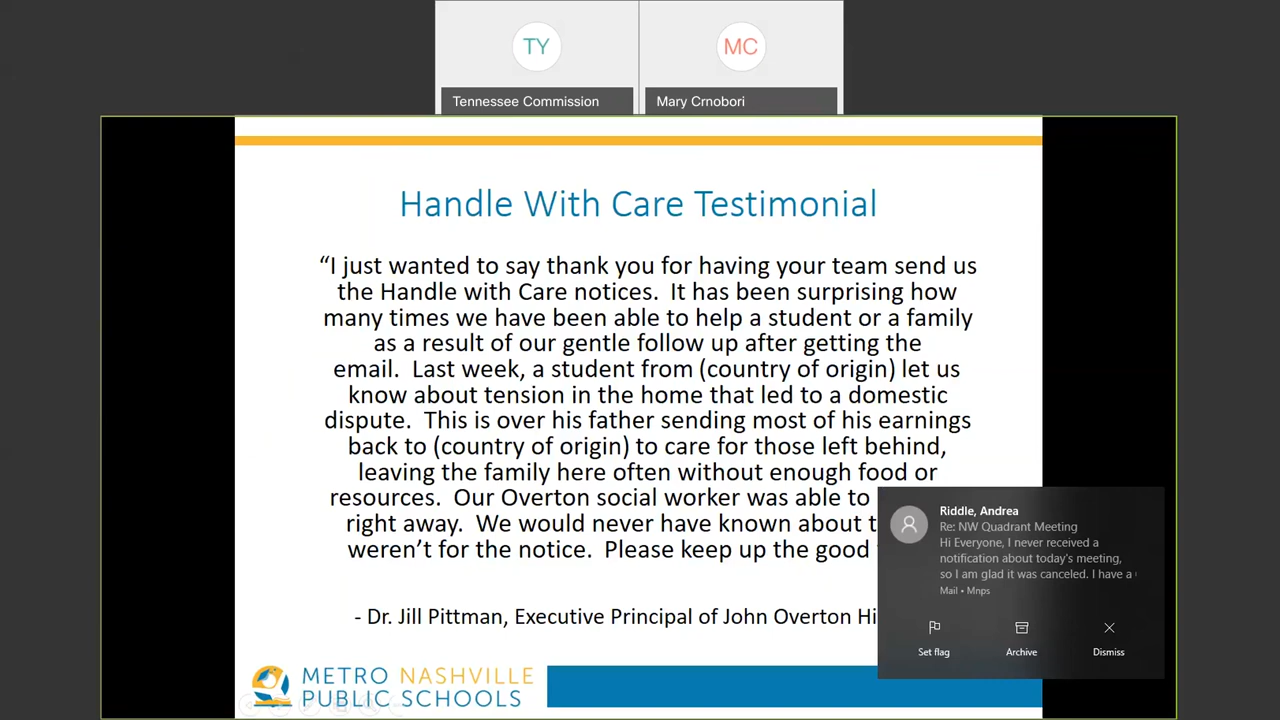 TY
MC
Tennessee Commission
Mary Crnobori
Handle With Care Testimonial
“I just wanted to say thank you for having your team send us
the Handle with Care notices. It has been surprising how
many times we have been able to help a student or a family
as a result of our gentle follow up after getting the
email. Last week, a student from (country of origin) let us
know about tension in the home that led to a domestic
dispute. This is over his father sending most of his earnings
back to (country of origin) to care for those left behind,
leaving the family here often without enough food or
resources. Our Overton social worker was able to
right away. We would never have known about
weren’t for the notice. Please keep up the good
- Dr. Jill Pittman, Executive Principal of John Overton
METRO NASHVILLE
PUBLIC SCHOOLS
Riddle, Andrea
Re: NW Quadrant Meeting
Hi Everyone, I never received a
notification about today's meeting,
so I am glad it was canceled. I have a
Mail • Mnps
Set flag
Archive
Dismiss